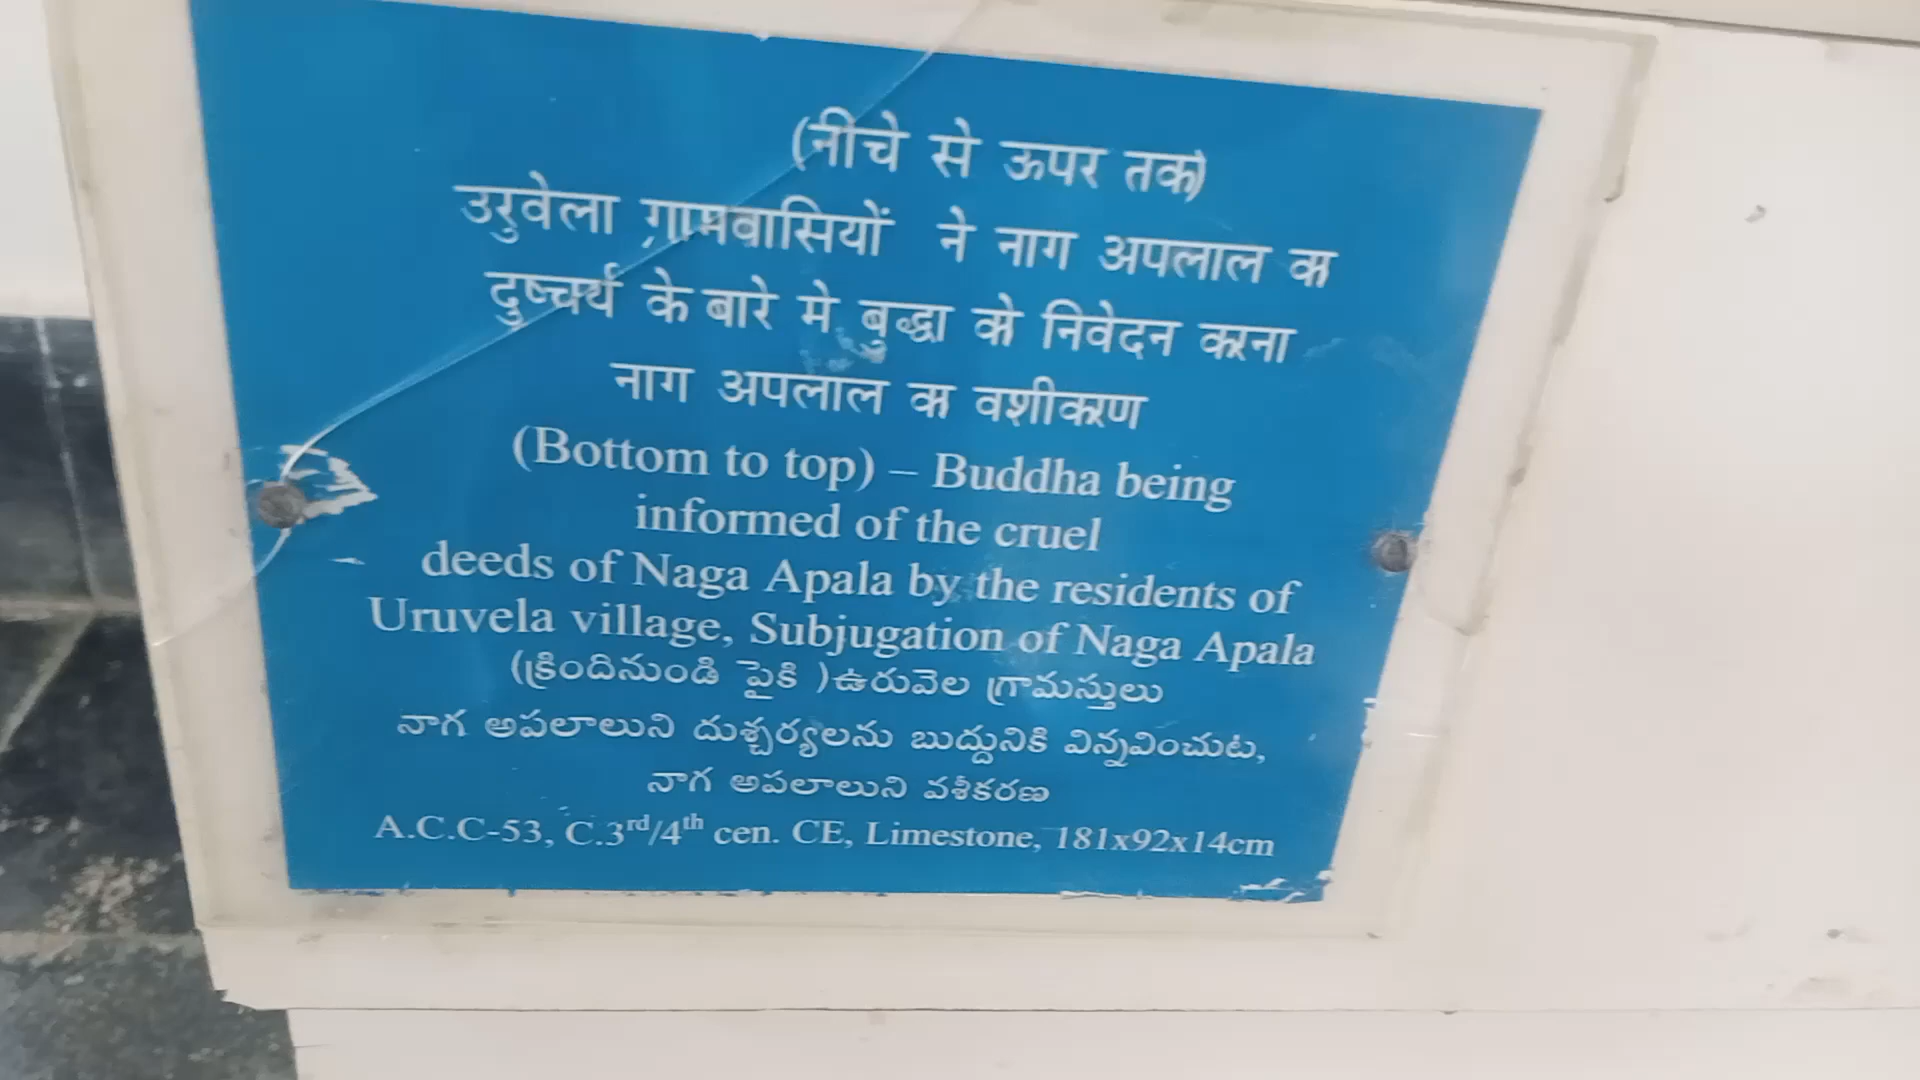 (नीचे से ऊपर तक)
उरुवेला ग्रामवासियों ने नाग अपलाल का
दुष्चर्य के बारे मे बुद्धा को निवेदन करना
नाग अपलाल का वशीकरण
(Bottom to top) – Buddha being
informed of the cruel
deeds of Naga Apala by the residents of
Uruvela village, Subjugation of Naga Apala
(క్రిందినుండి పైకి )ఉరువెల గ్రామస్తులు
నాగ అపలాలుని దుశ్చర్యలను బుద్దునికి విన్నవించుట,
నాగ అపలాలుని వశీకరణ
A.C.C-53, C.3rd/4th cen. CE, Limestone, 181x92x14cm